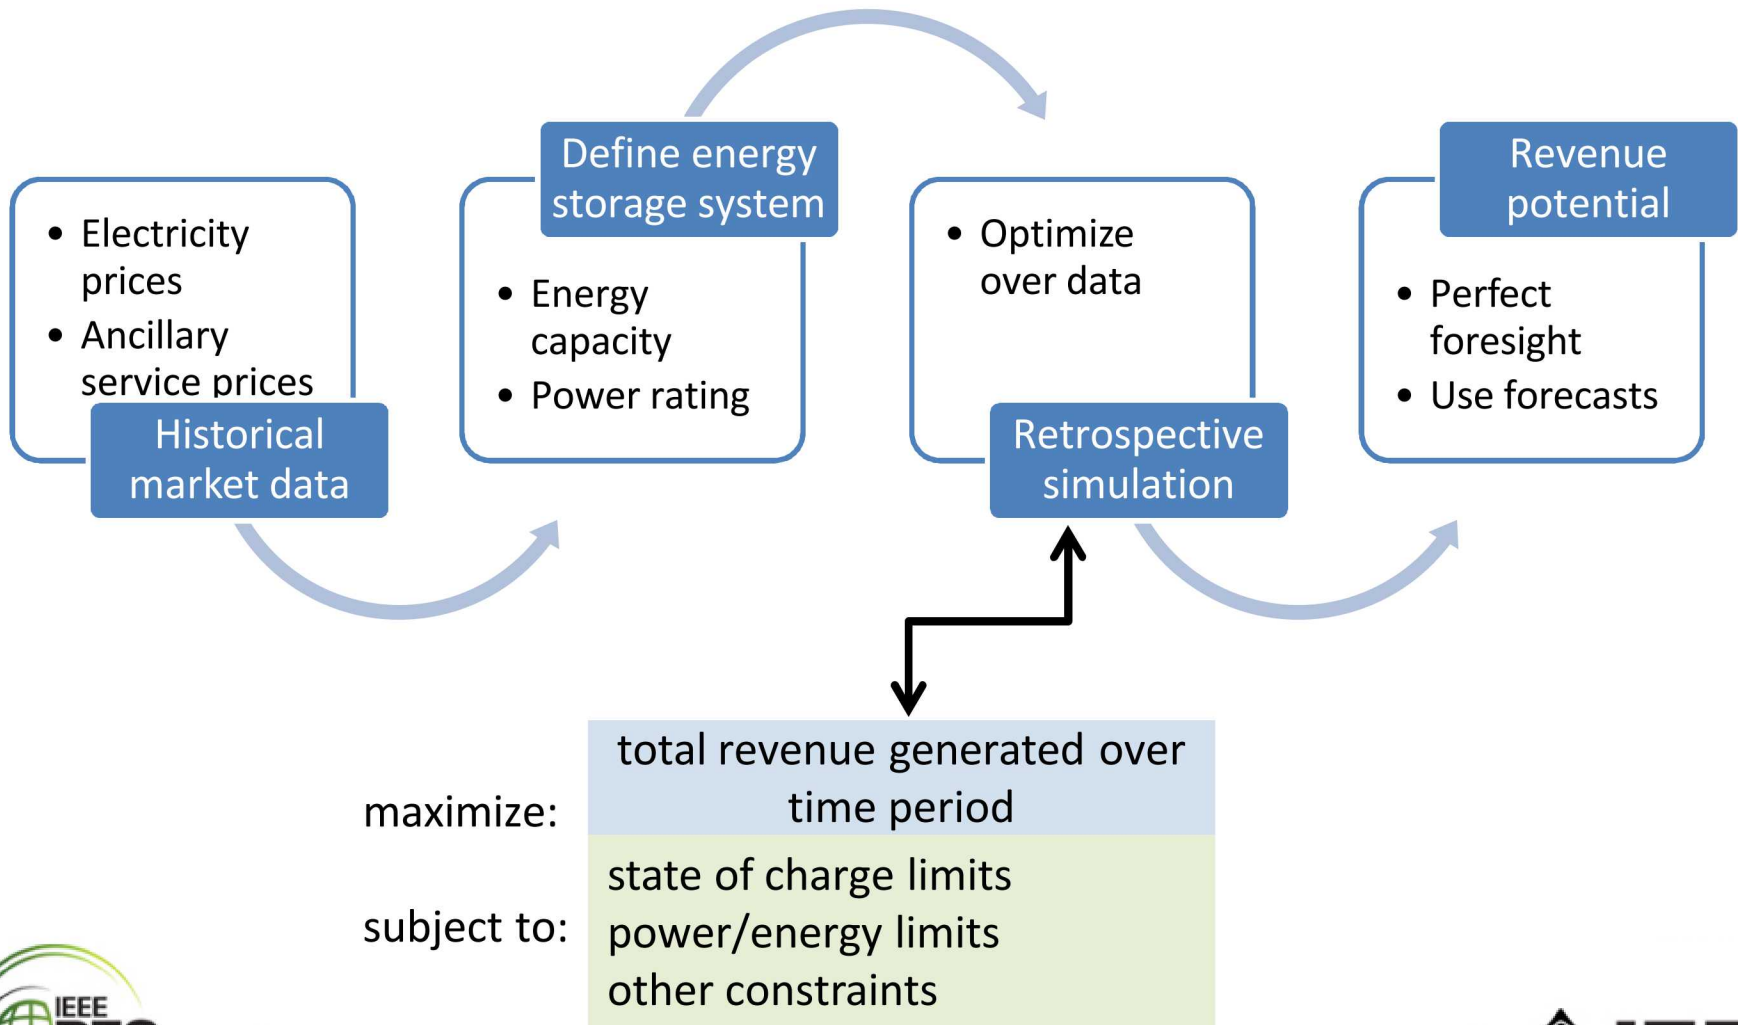 • Electricity
prices
• Ancillary
service prices
Historical
market data
Define energy
storage system
• Energy
capacity
• Power rating
• Optimize
over data
Retrospective
simulation
Revenue
potential
• Perfect
foresight
• Use forecasts
maximize:
total revenue generated over
time period
subject to:
state of charge limits
power/energy limits
other constraints
IEEE